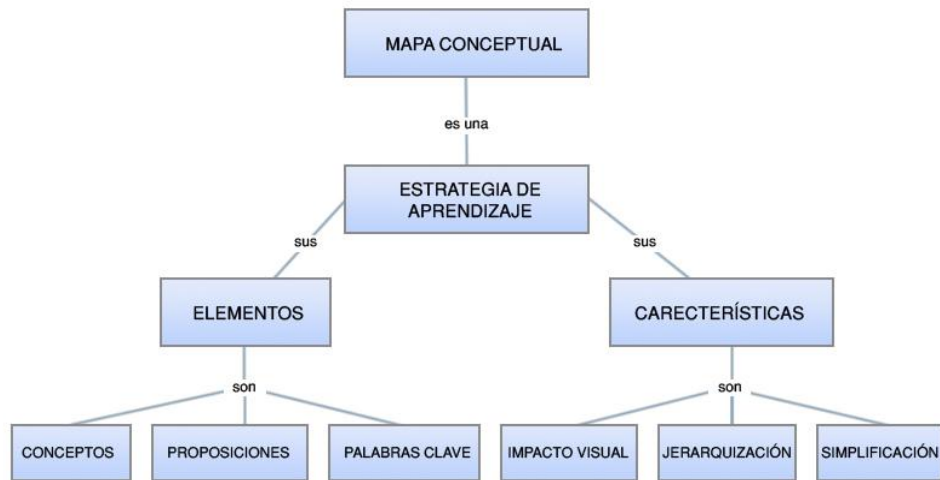 MAPA CONCEPTUAL
es una
ESTRATEGIA DE
APRENDIZAJE
sus
sus
ELEMENTOS
CARECTERÍSTICAS
son
son
CONCEPTOS
PROPOSICIONES
PALABRAS CLAVE
IMPACTO VISUAL
JERARQUIZACIÓN
SIMPLIFICACIÓN